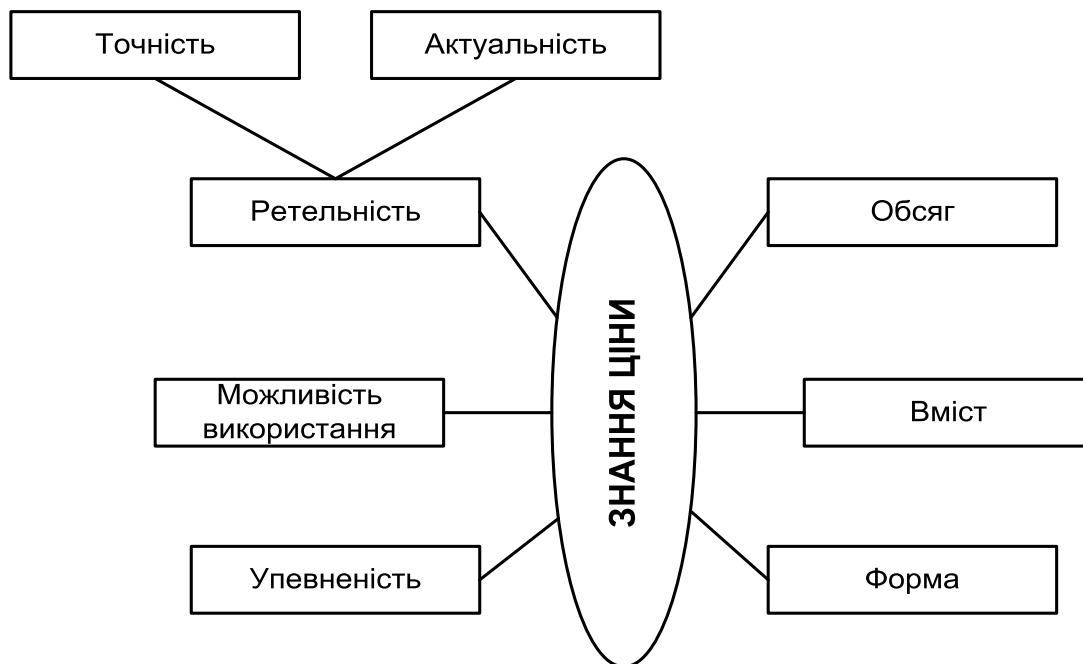 Точність
Актуальність
Ретельність
Обсяг
ЗНАННЯ ЦІНИ
Можливість
використання
Вміст
Упевненість
Форма